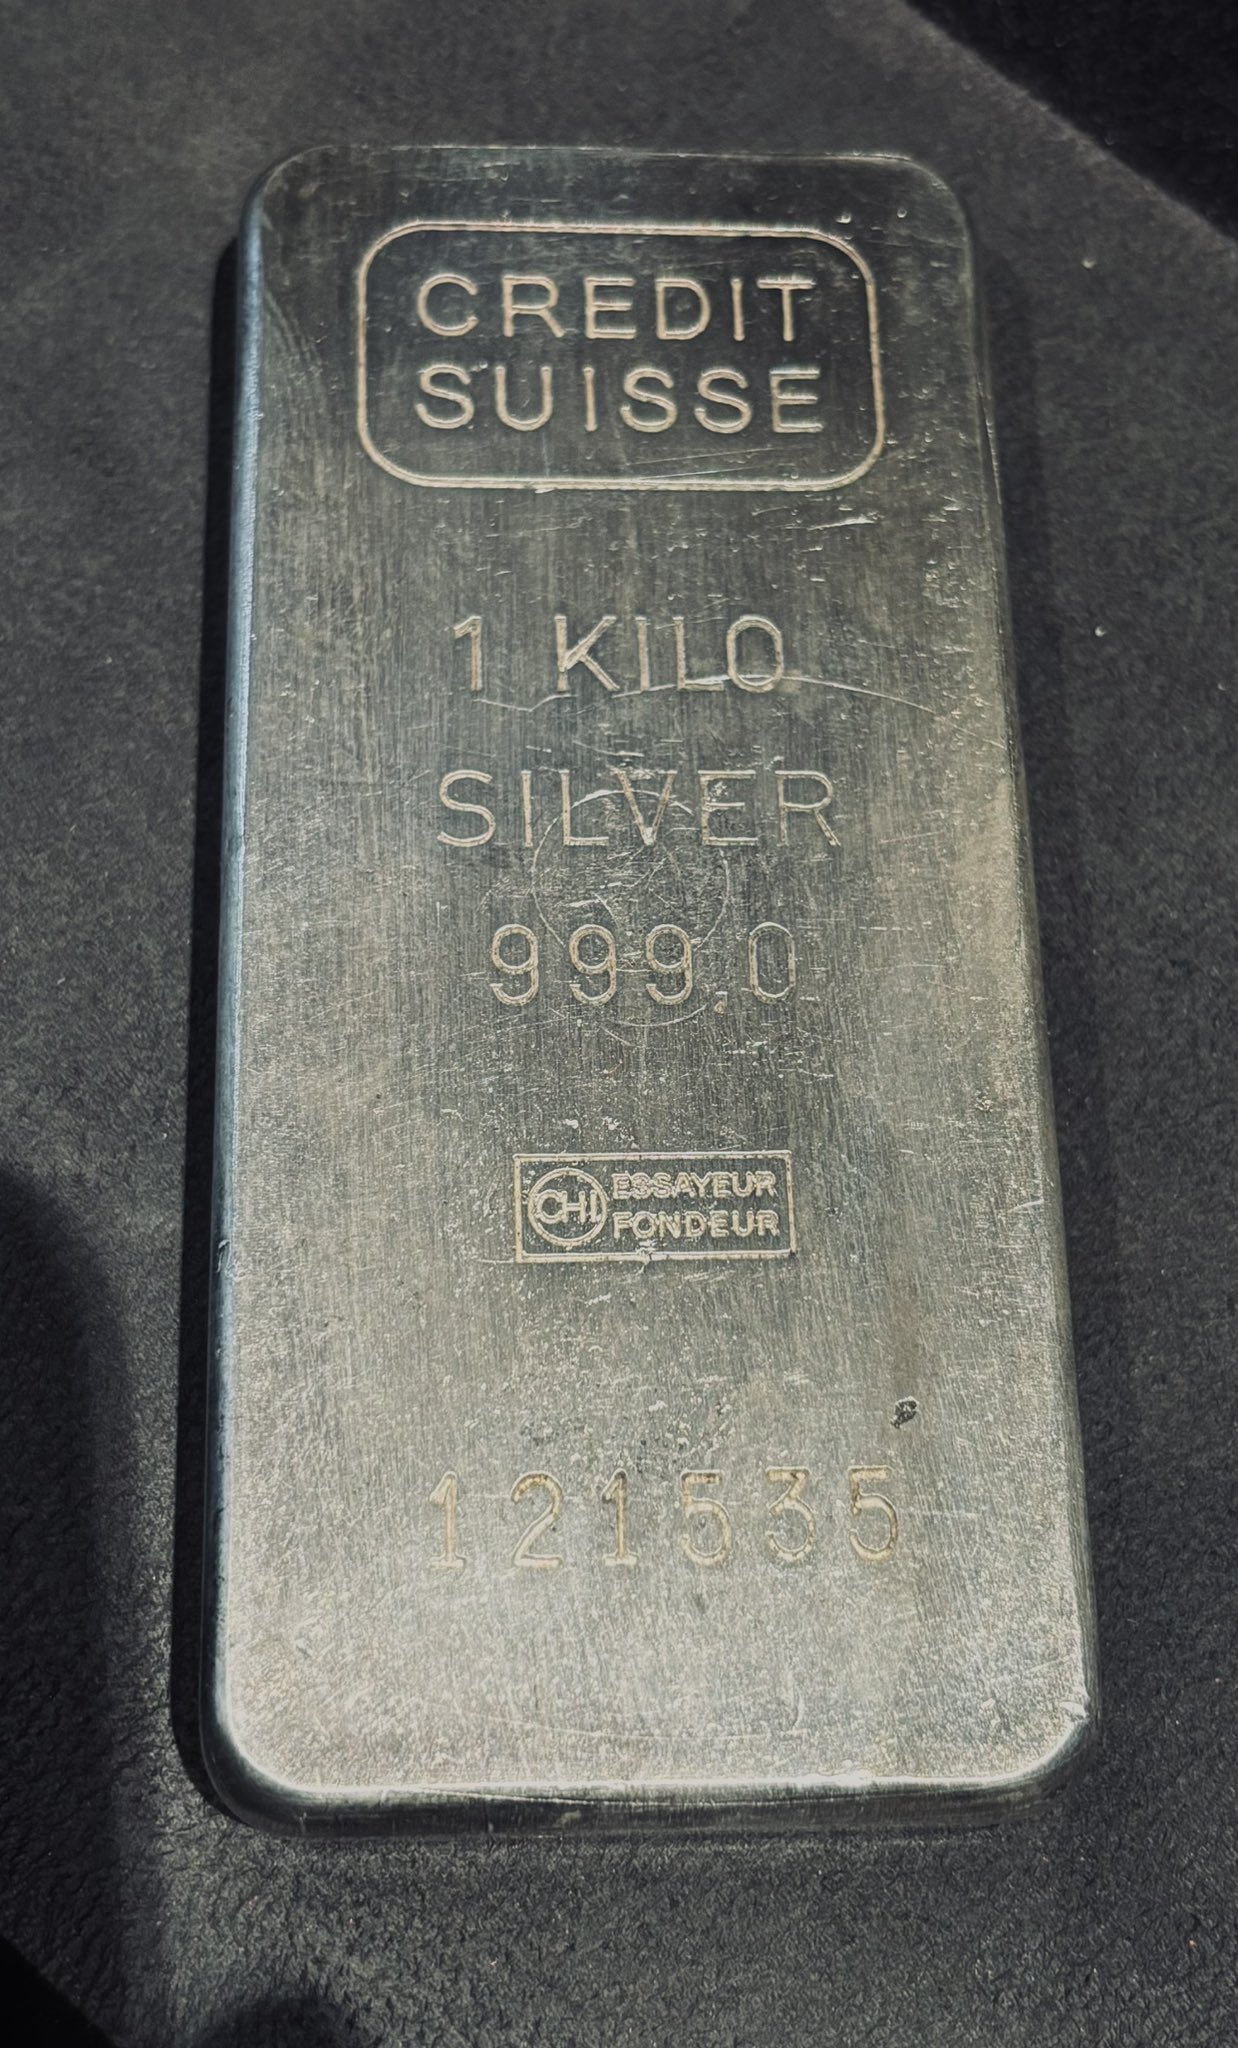 CREDIT
SUISSE
1 KILO
SILVER
999,0
CHI ESSAYEUR
FONDEUR
121535